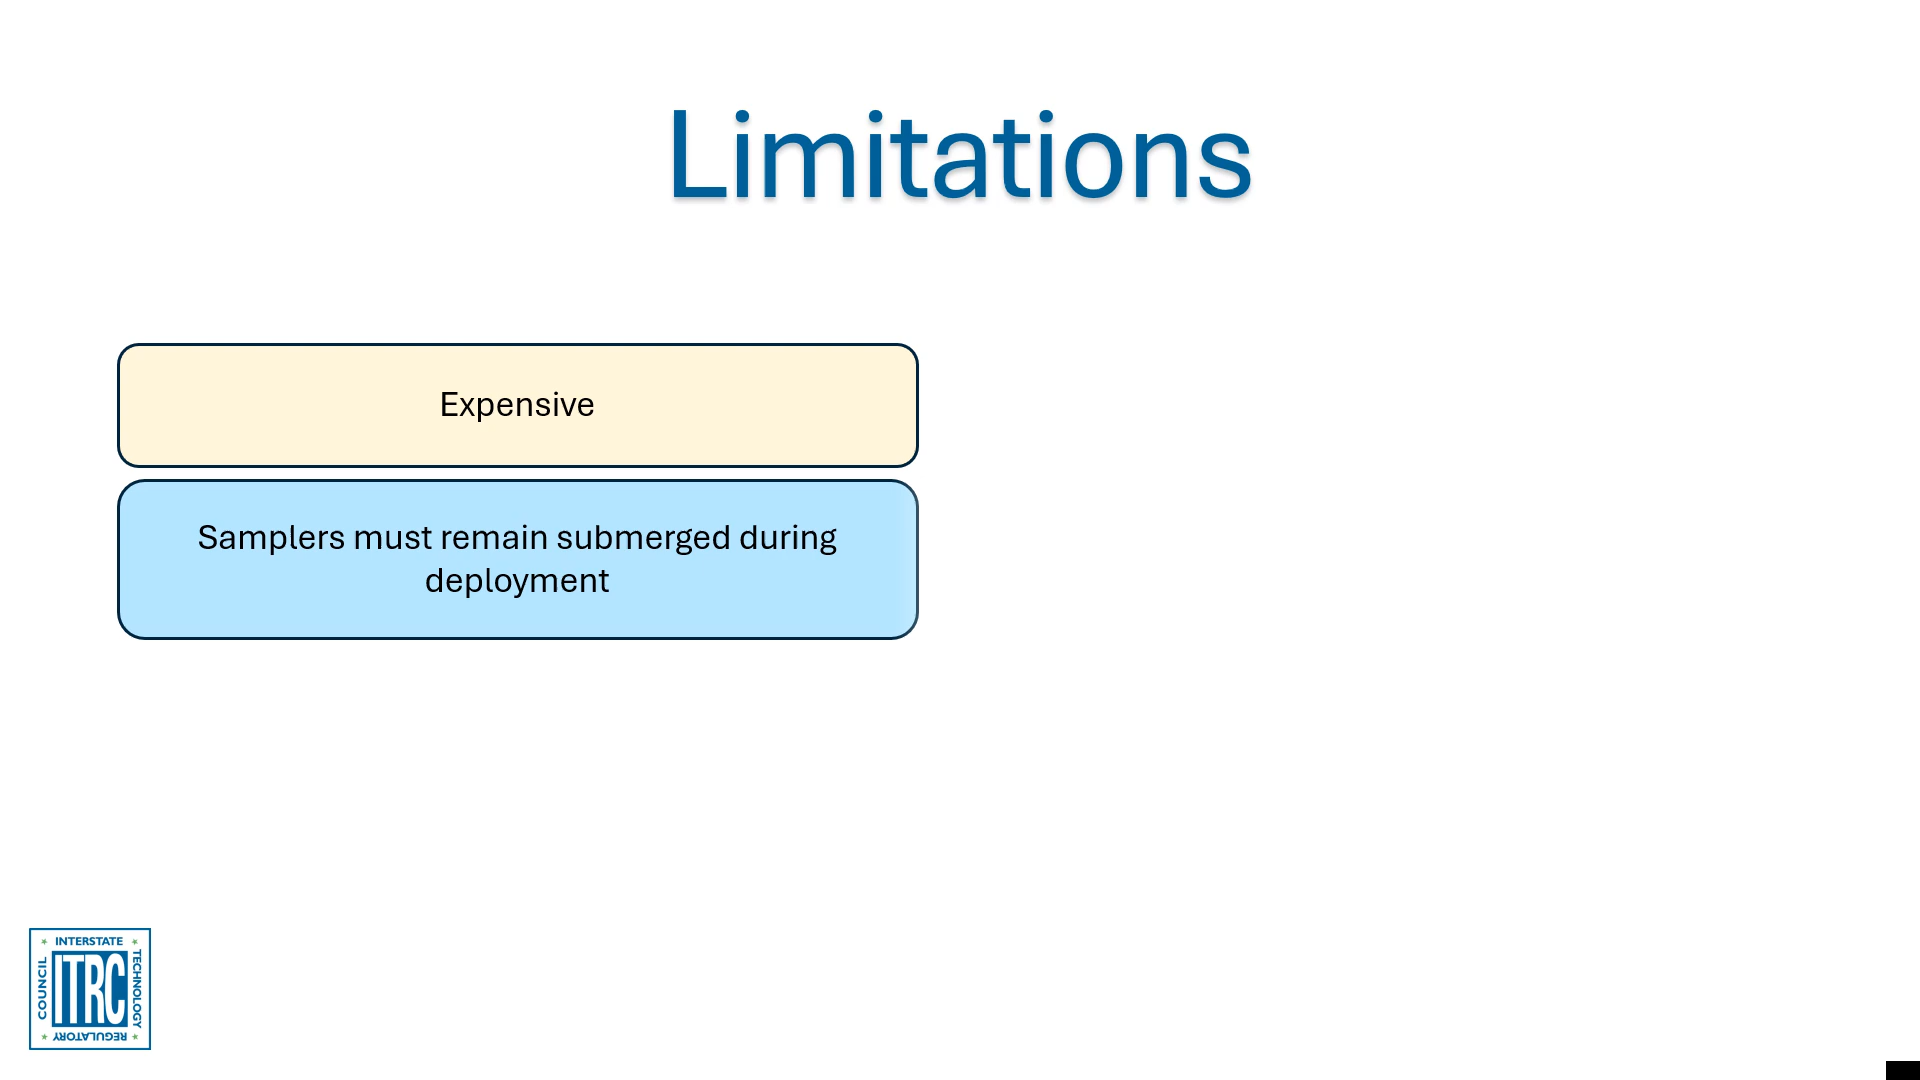 Limitations
Expensive
Samplers must remain submerged during
deployment
INTERSTATE
TECHNOLOGY
REGULATORY
COUNCIL
ITRC